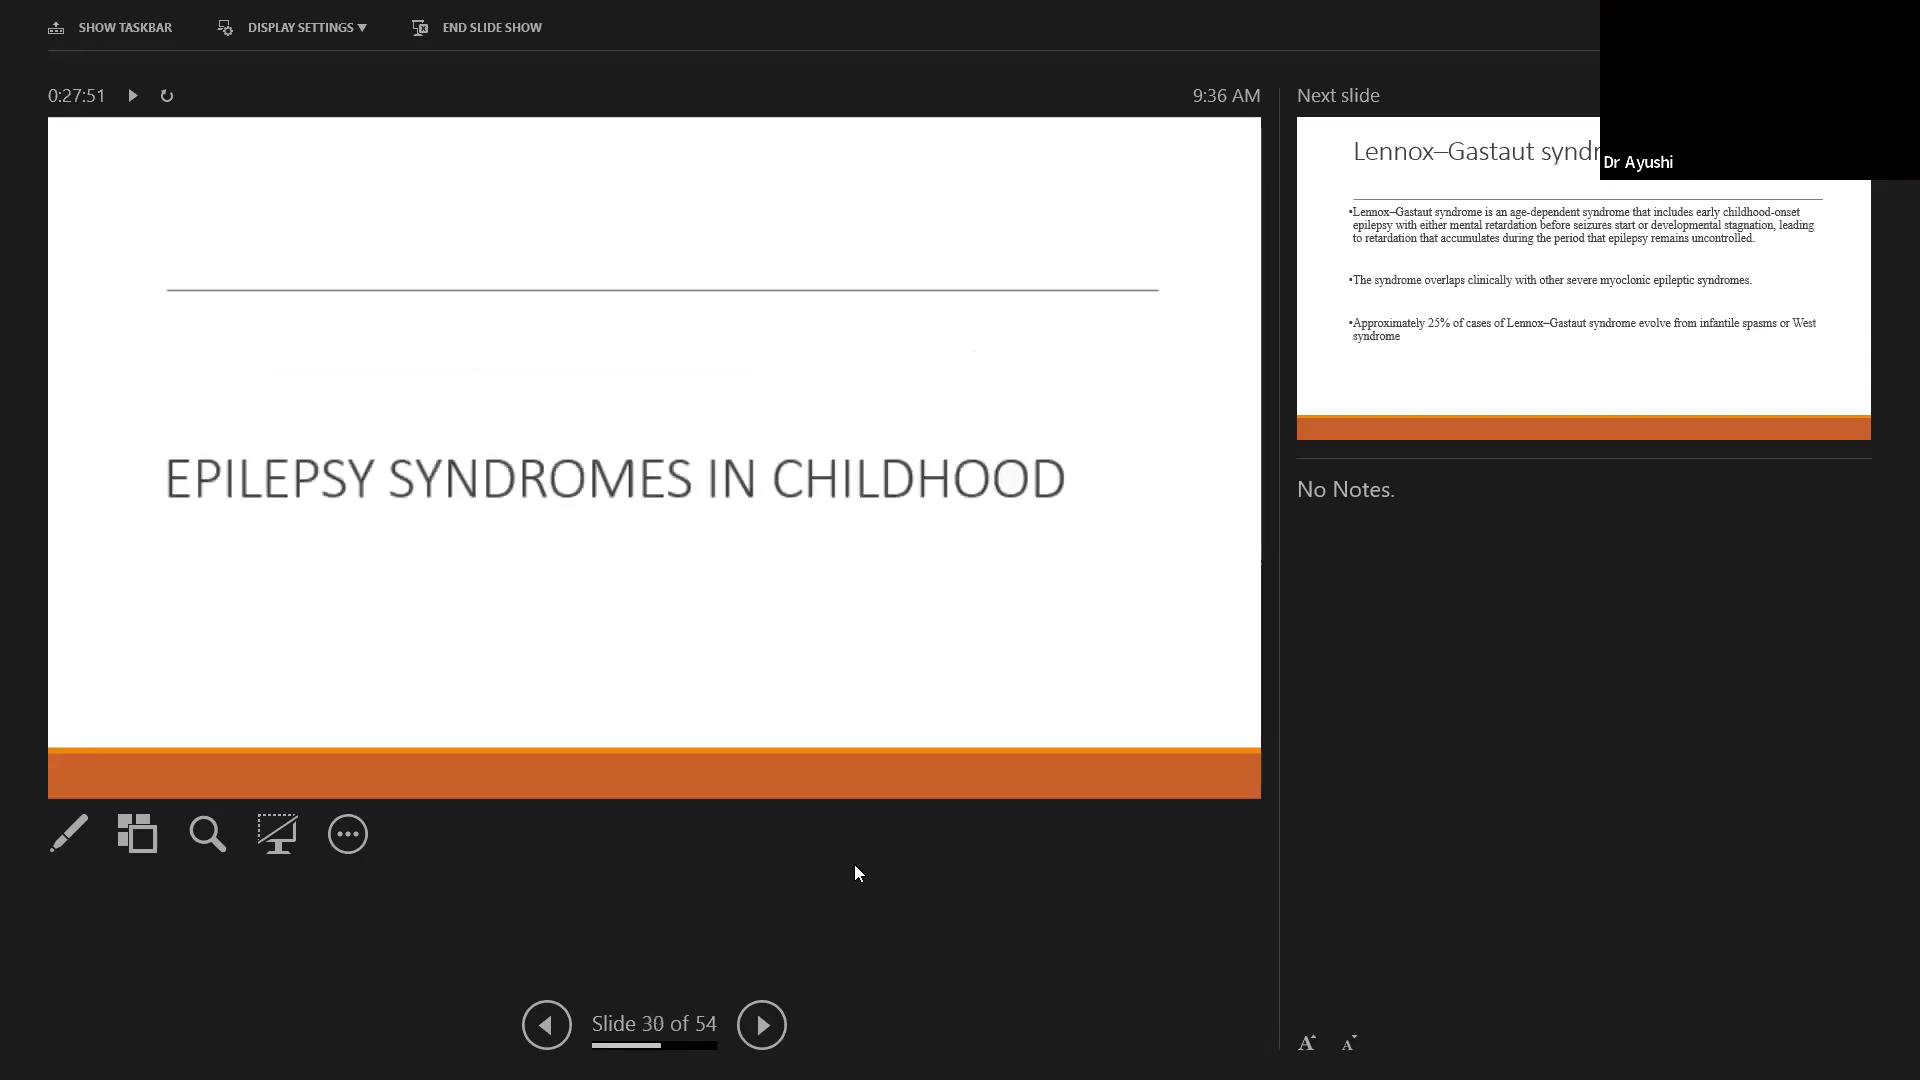 SHOW TASKBAR
DISPLAY SETTINGS
END SLIDE SHOW
0:27:51
9:36 AM
Next slide
EPILEPSY SYNDROMES IN CHILDHOOD
Lennox–Gastaut
Dr Ayushi
•Lennox–Gastaut syndrome is an age-dependent syndrome that includes early childhood-onset
epilepsy with either mental retardation before seizures start or developmental stagnation, leading
to retardation that accumulates during the period that epilepsy remains uncontrolled.
•The syndrome overlaps clinically with other severe myoclonic epileptic syndromes.
•Approximately 25% of cases of Lennox–Gastaut syndrome evolve from infantile spasms or West
syndrome
No Notes.
Slide 30 of 54
A A